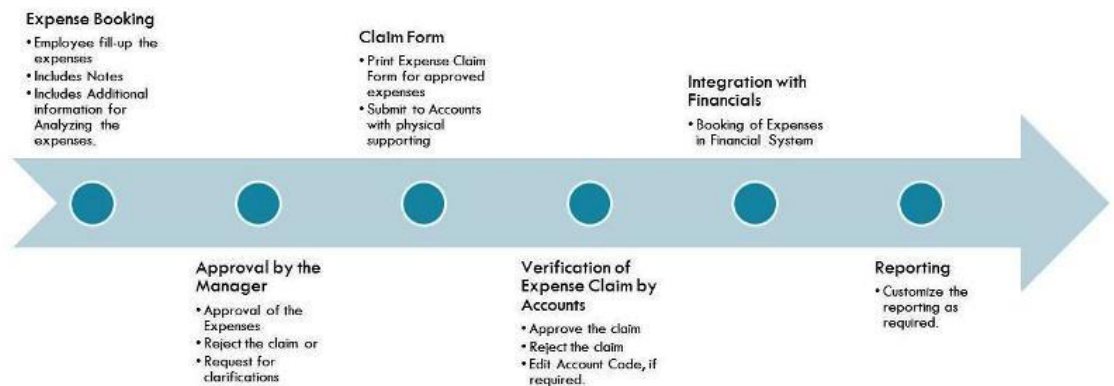 Expense Booking
• Employee fill-up the
expenses
• Includes Notes
• Includes Additional
information for
Analyzing the
expenses.
Approval by the
Manager
• Approval of the
Expenses
• Reject the claim or
• Request for
clarifications
Claim Form
• Print Expense Claim
Form for approved
expenses
• Submit to Accounts
with physical
supporting
Verification of
Expense Claim by
Accounts
• Approve the claim
• Reject the claim
• Edit Account Code, if
required.
Integration with
Financials
• Booking of Expenses
in Financial System
Reporting
• Customize the
reporting as
required.